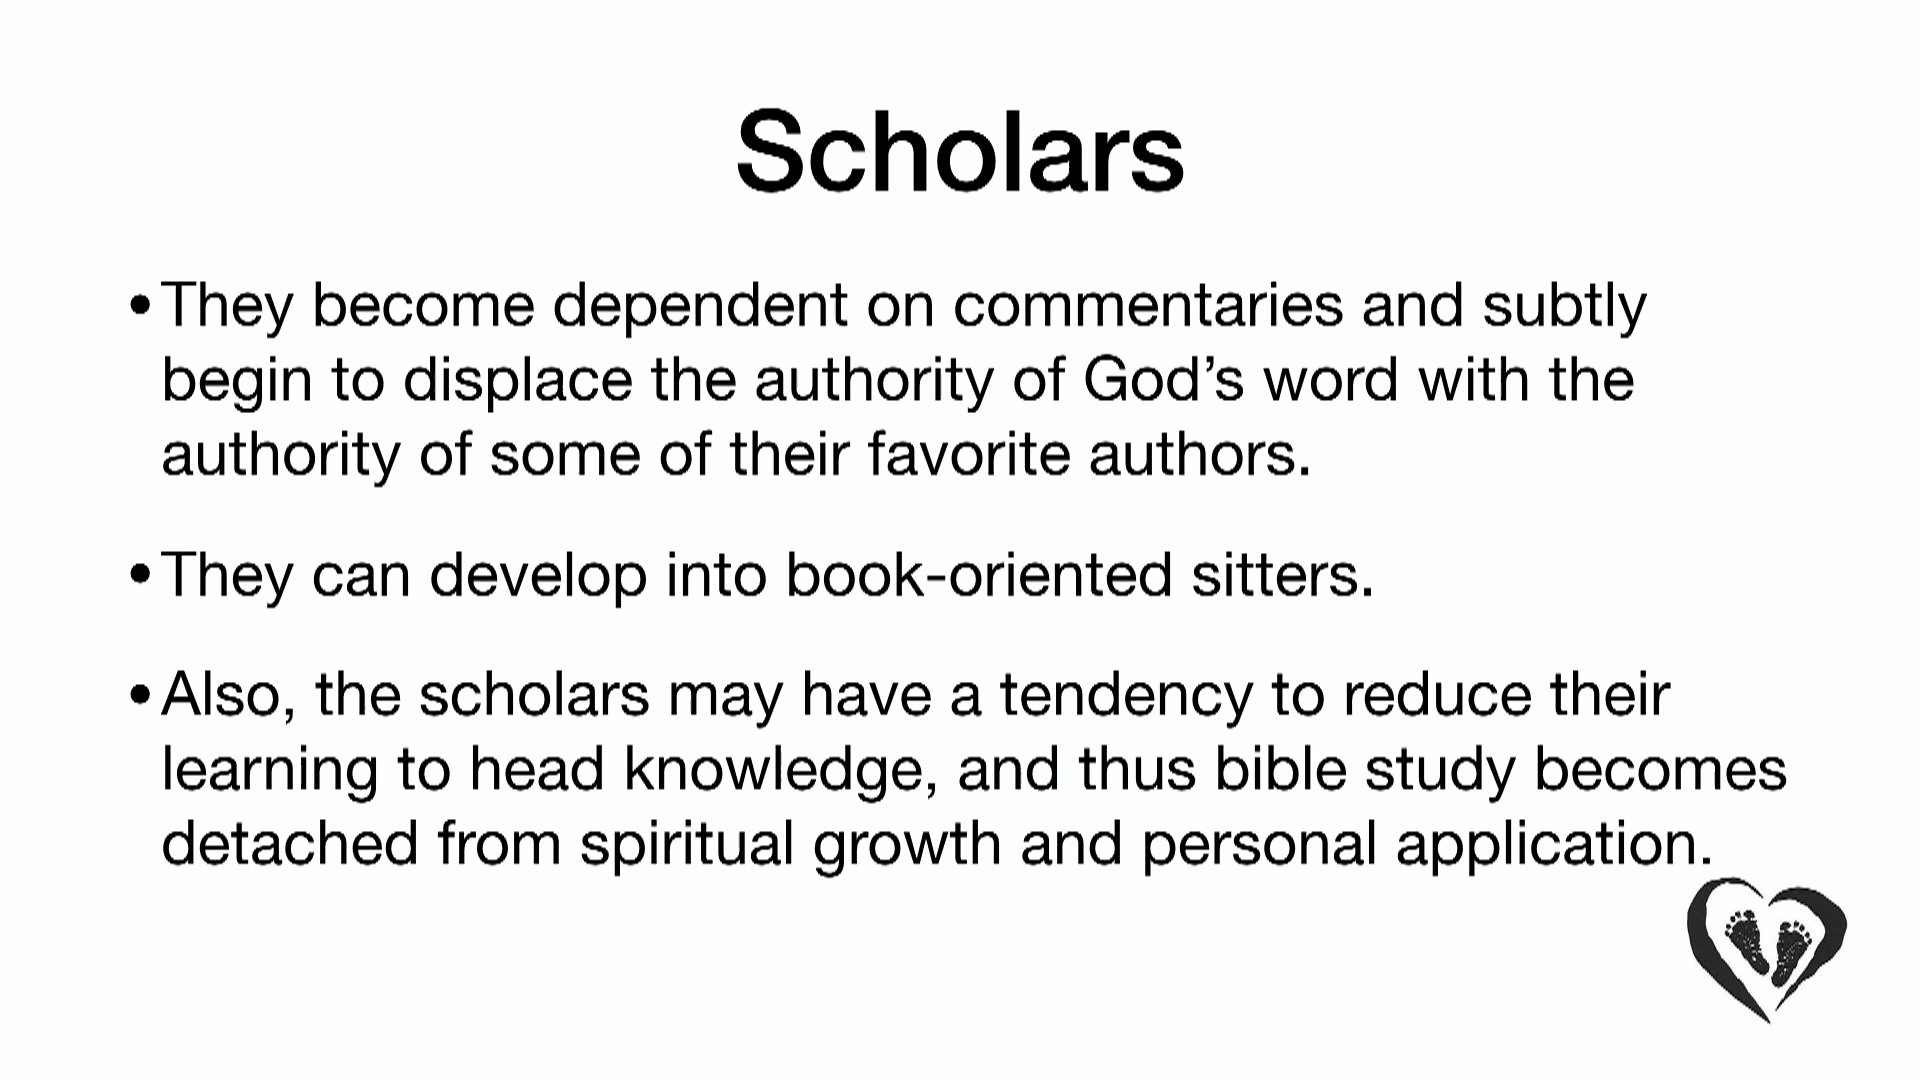 Scholars
•They become dependent on commentaries and subtly
begin to displace the authority of God’s word with the
authority of some of their favorite authors.
•They can develop into book-oriented sitters.
•Also, the scholars may have a tendency to reduce their
learning to head knowledge, and thus bible study becomes
detached from spiritual growth and personal application.